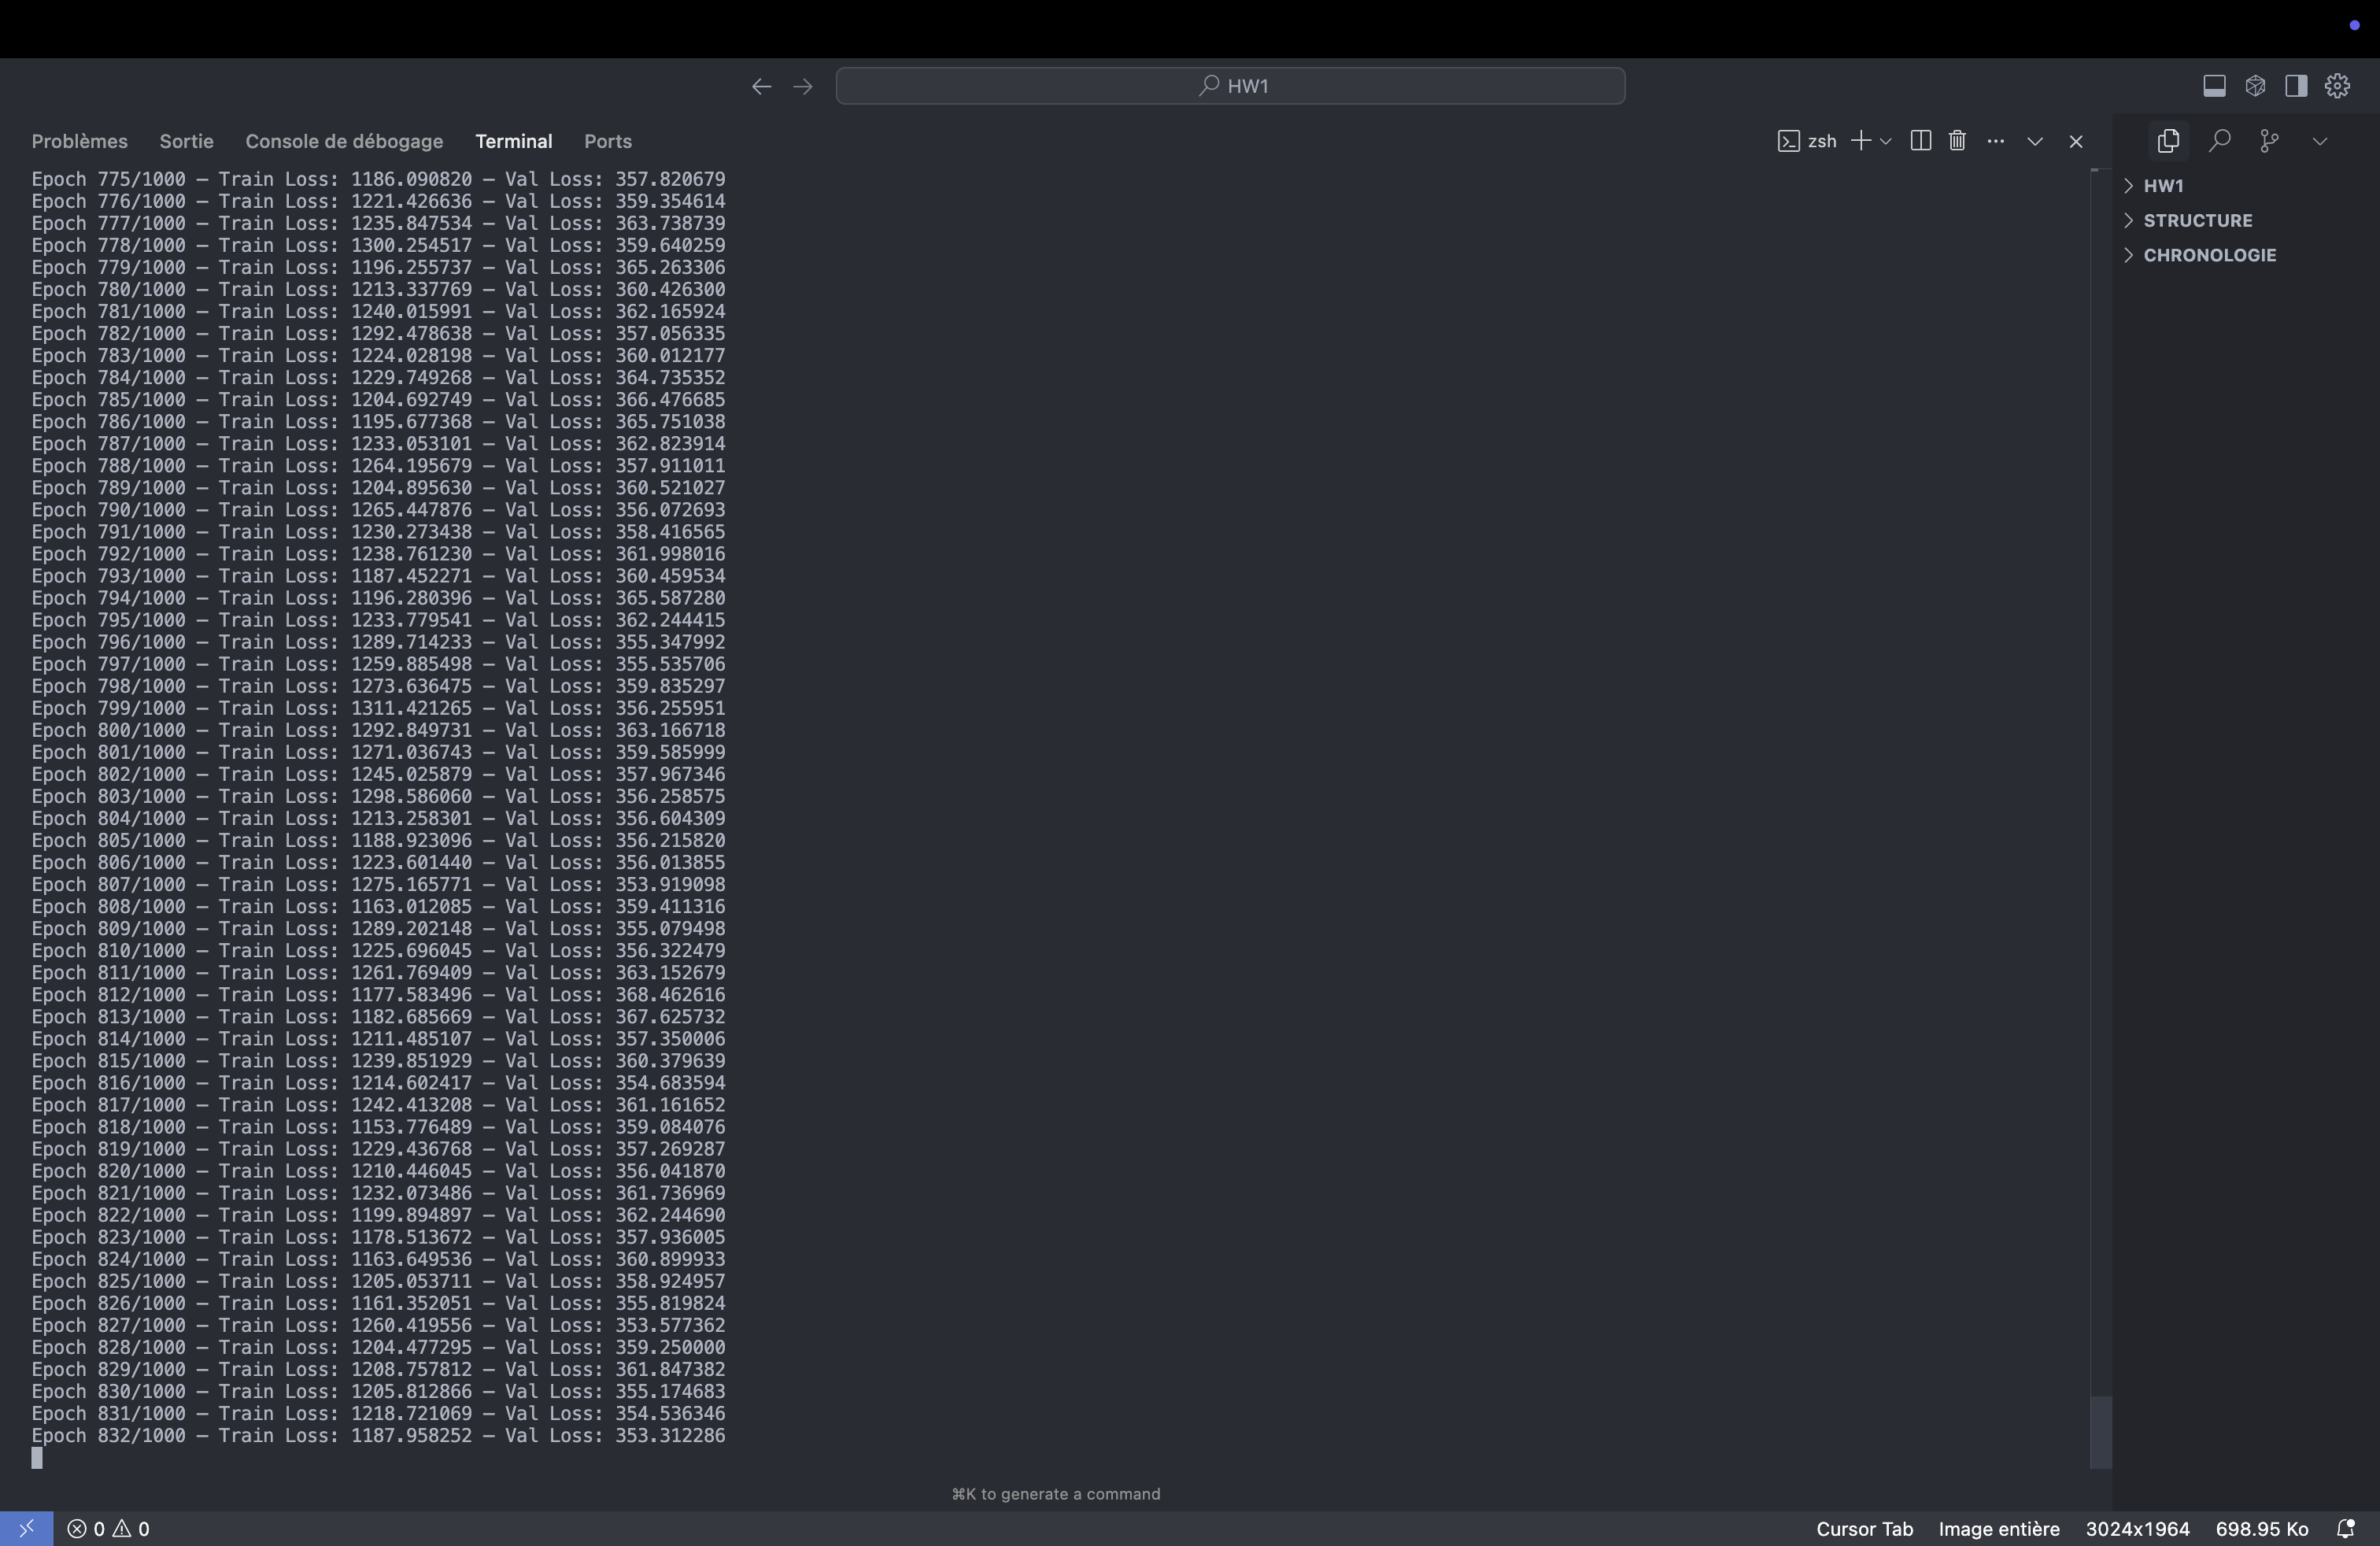 HW1
Problèmes Sortie Console de débogage Terminal Ports
zsh
HW1
STRUCTURE
CHRONOLOGIE
Epoch 775/1000 — Train Loss: 1186.090820 — Val Loss: 357.820679
Epoch 776/1000 — Train Loss: 1221.426636 — Val Loss: 359.354614
Epoch 777/1000 — Train Loss: 1235.847534 — Val Loss: 363.738739
Epoch 778/1000 — Train Loss: 1300.254517 — Val Loss: 359.640259
Epoch 779/1000 — Train Loss: 1196.255737 — Val Loss: 365.263306
Epoch 780/1000 — Train Loss: 1213.337769 — Val Loss: 360.426300
Epoch 781/1000 — Train Loss: 1240.015991 — Val Loss: 362.165924
Epoch 782/1000 — Train Loss: 1292.478638 — Val Loss: 357.056335
Epoch 783/1000 — Train Loss: 1224.028198 — Val Loss: 360.012177
Epoch 784/1000 — Train Loss: 1229.749268 — Val Loss: 364.735352
Epoch 785/1000 — Train Loss: 1204.692749 — Val Loss: 366.476685
Epoch 786/1000 — Train Loss: 1195.677368 — Val Loss: 365.751038
Epoch 787/1000 — Train Loss: 1233.053101 — Val Loss: 362.823914
Epoch 788/1000 — Train Loss: 1264.195679 — Val Loss: 357.911011
Epoch 789/1000 — Train Loss: 1204.895630 — Val Loss: 360.521027
Epoch 790/1000 — Train Loss: 1265.447876 — Val Loss: 356.072693
Epoch 791/1000 — Train Loss: 1230.273438 — Val Loss: 358.416565
Epoch 792/1000 — Train Loss: 1238.761230 — Val Loss: 361.998016
Epoch 793/1000 — Train Loss: 1187.452271 — Val Loss: 360.459534
Epoch 794/1000 — Train Loss: 1196.280396 — Val Loss: 365.587280
Epoch 795/1000 — Train Loss: 1233.779541 — Val Loss: 362.244415
Epoch 796/1000 — Train Loss: 1289.714233 — Val Loss: 355.347992
Epoch 797/1000 — Train Loss: 1259.885498 — Val Loss: 355.535706
Epoch 798/1000 — Train Loss: 1273.636475 — Val Loss: 359.835297
Epoch 799/1000 — Train Loss: 1311.421265 — Val Loss: 356.255951
Epoch 800/1000 — Train Loss: 1292.849731 — Val Loss: 363.166718
Epoch 801/1000 — Train Loss: 1271.036743 — Val Loss: 359.585999
Epoch 802/1000 — Train Loss: 1245.025879 — Val Loss: 357.967346
Epoch 803/1000 — Train Loss: 1298.586060 — Val Loss: 356.258575
Epoch 804/1000 — Train Loss: 1213.258301 — Val Loss: 356.604309
Epoch 805/1000 — Train Loss: 1188.923096 — Val Loss: 356.215820
Epoch 806/1000 — Train Loss: 1223.601440 — Val Loss: 356.013855
Epoch 807/1000 — Train Loss: 1275.165771 — Val Loss: 353.919098
Epoch 808/1000 — Train Loss: 1163.012085 — Val Loss: 359.411316
Epoch 809/1000 — Train Loss: 1289.202148 — Val Loss: 355.079498
Epoch 810/1000 — Train Loss: 1225.696045 — Val Loss: 356.322479
Epoch 811/1000 — Train Loss: 1261.769409 — Val Loss: 363.152679
Epoch 812/1000 — Train Loss: 1177.583496 — Val Loss: 368.462616
Epoch 813/1000 — Train Loss: 1182.685669 — Val Loss: 367.625732
Epoch 814/1000 — Train Loss: 1211.485107 — Val Loss: 357.350006
Epoch 815/1000 — Train Loss: 1239.851929 — Val Loss: 360.379639
Epoch 816/1000 — Train Loss: 1214.602417 — Val Loss: 354.683594
Epoch 817/1000 — Train Loss: 1242.413208 — Val Loss: 361.161652
Epoch 818/1000 — Train Loss: 1153.776489 — Val Loss: 359.084076
Epoch 819/1000 — Train Loss: 1229.436768 — Val Loss: 357.269287
Epoch 820/1000 — Train Loss: 1210.446045 — Val Loss: 356.041870
Epoch 821/1000 — Train Loss: 1232.073486 — Val Loss: 361.736969
Epoch 822/1000 — Train Loss: 1199.894897 — Val Loss: 362.244690
Epoch 823/1000 — Train Loss: 1178.513672 — Val Loss: 357.936005
Epoch 824/1000 — Train Loss: 1163.649536 — Val Loss: 360.899933
Epoch 825/1000 — Train Loss: 1205.053711 — Val Loss: 358.924957
Epoch 826/1000 — Train Loss: 1161.352051 — Val Loss: 355.819824
Epoch 827/1000 — Train Loss: 1260.419556 — Val Loss: 353.577362
Epoch 828/1000 — Train Loss: 1204.477295 — Val Loss: 359.250000
Epoch 829/1000 — Train Loss: 1208.757812 — Val Loss: 361.847382
Epoch 830/1000 — Train Loss: 1205.812866 — Val Loss: 355.174683
Epoch 831/1000 — Train Loss: 1218.721069 — Val Loss: 354.536346
Epoch 832/1000 — Train Loss: 1187.958252 — Val Loss: 353.312286
⌘K to generate a command
0 0
Cursor Tab Image entière 3024x1964 698.95 Ko